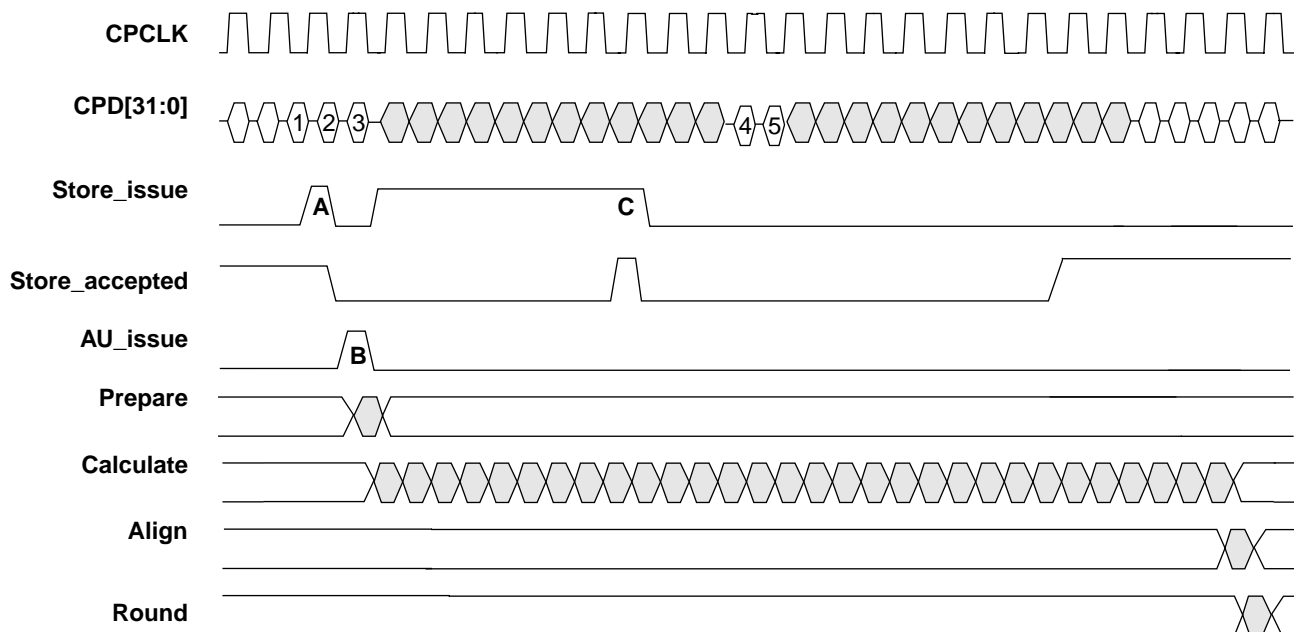 CPCLK
CPD[31:0] 1 2 3 4 5
Store_issue A C
Store_accepted
AU_issue B
Prepare
Calculate
Align
Round